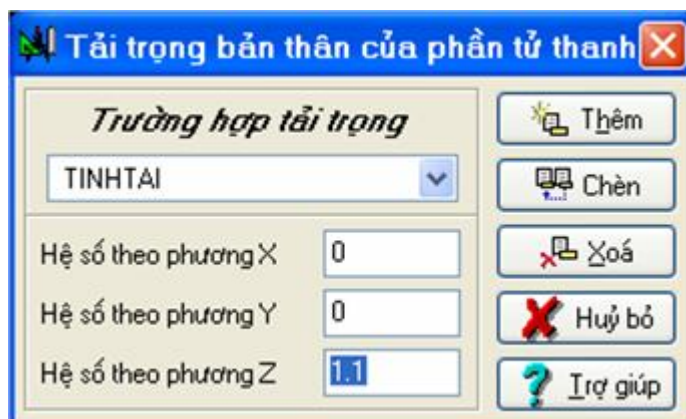 Tải trọng bản thân của phần tử thanh
Trường hợp tải trọng
TINHTAI
Hệ số theo phương X 0
Hệ số theo phương Y 0
Hệ số theo phương Z 1.1
Thêm
Chèn
Xoá
Huỷ bỏ
Trợ giúp